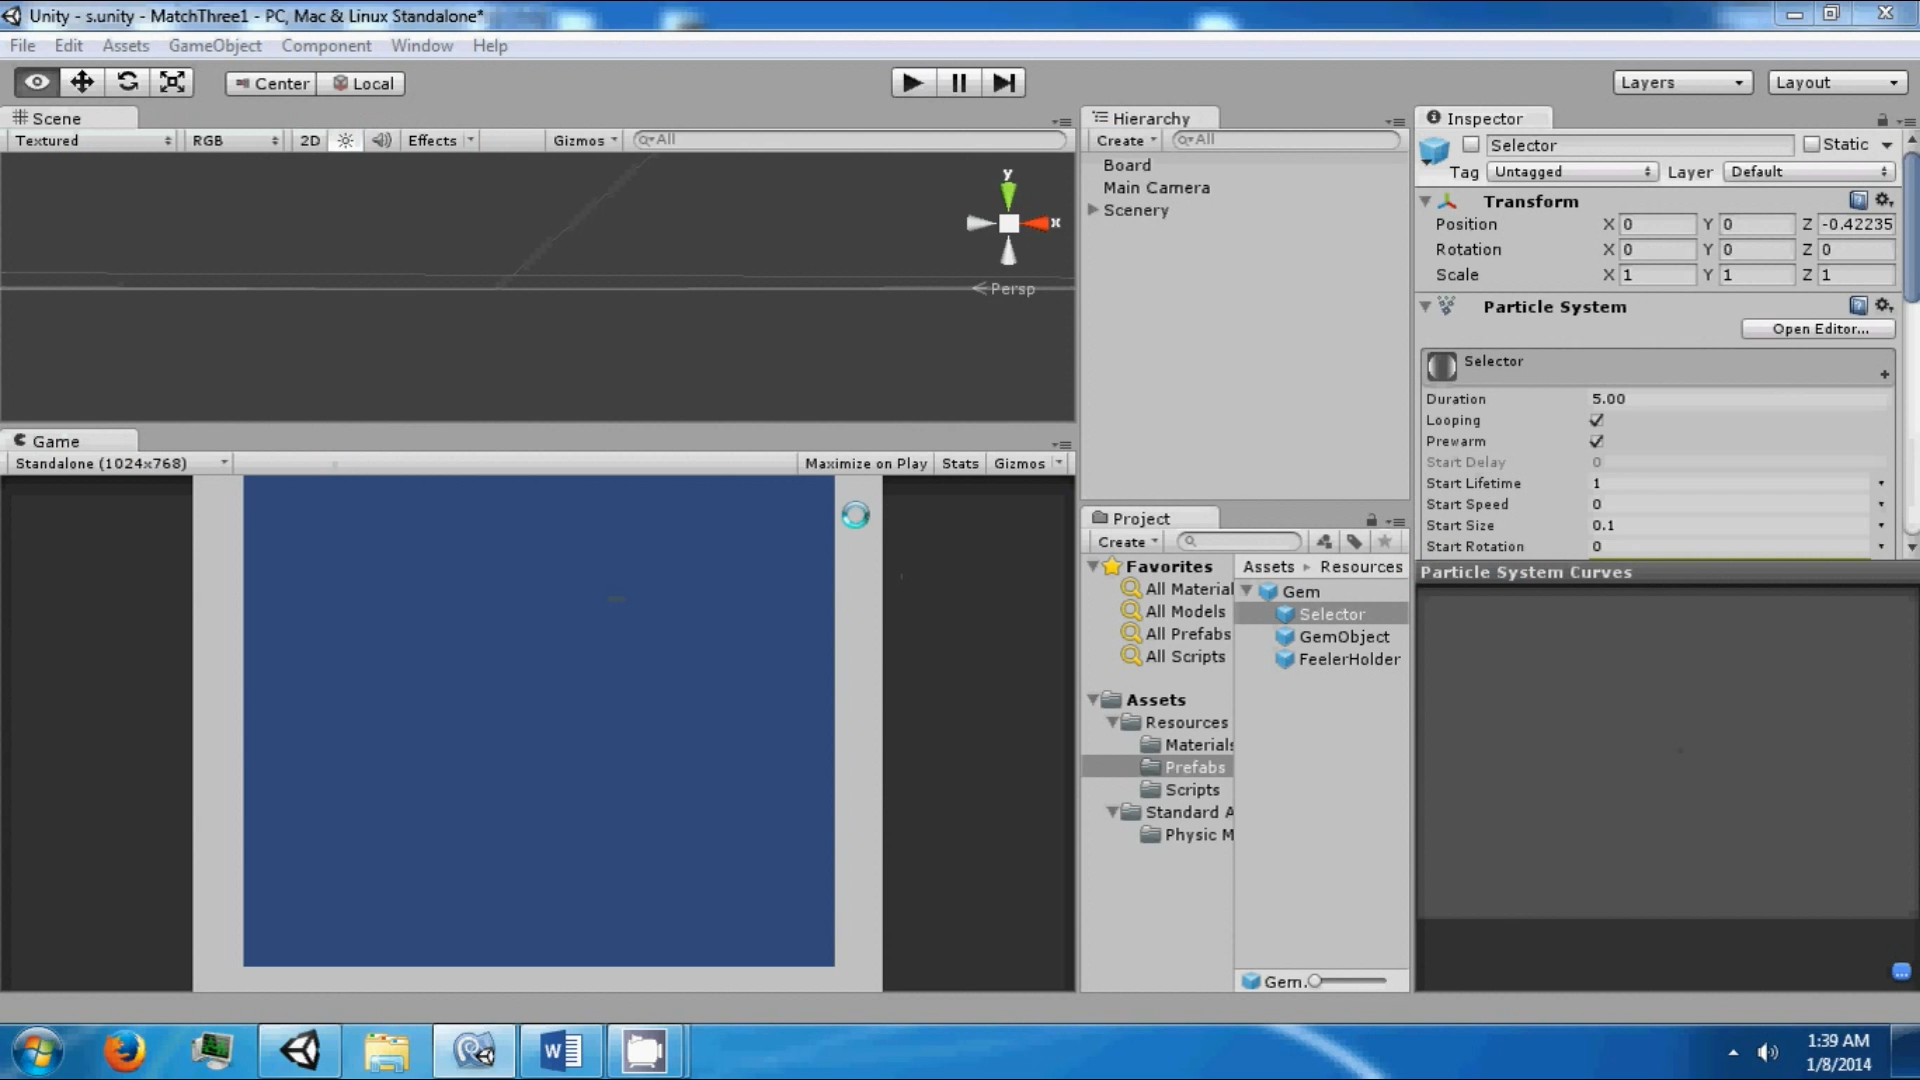 Unity - s.unity - MatchThree1 - PC, Mac & Linux Standalone*
File Edit Assets GameObject Component Window Help
Center Local
Layers Layout
Scene
Textured RGB 2D Effects Gizmos All
y
x
Persp
Game
Standalone (1024x768) Maximize on Play Stats Gizmos
Hierarchy
Create All
Board
Main Camera
Scenery
Project
Create
Favorites
All Material
All Models
All Prefabs
All Scripts
Assets
Resources
Materials
Prefabs
Scripts
Standard A
Physic M
Assets Resources
Gem
Selector
GemObject
FeelerHolder
Gem.
Inspector
Selector Static
Tag Untagged Layer Default
Transform
Position X 0 Y 0 Z -0.42235
Rotation X 0 Y 0 Z 0
Scale X 1 Y 1 Z 1
Particle System
Open Editor...
Selector
Duration 5.00
Looping
Prewarm
Start Delay 0
Start Lifetime 1
Start Speed 0
Start Size 0.1
Start Rotation 0
Particle System Curves
1:39 AM
1/8/2014